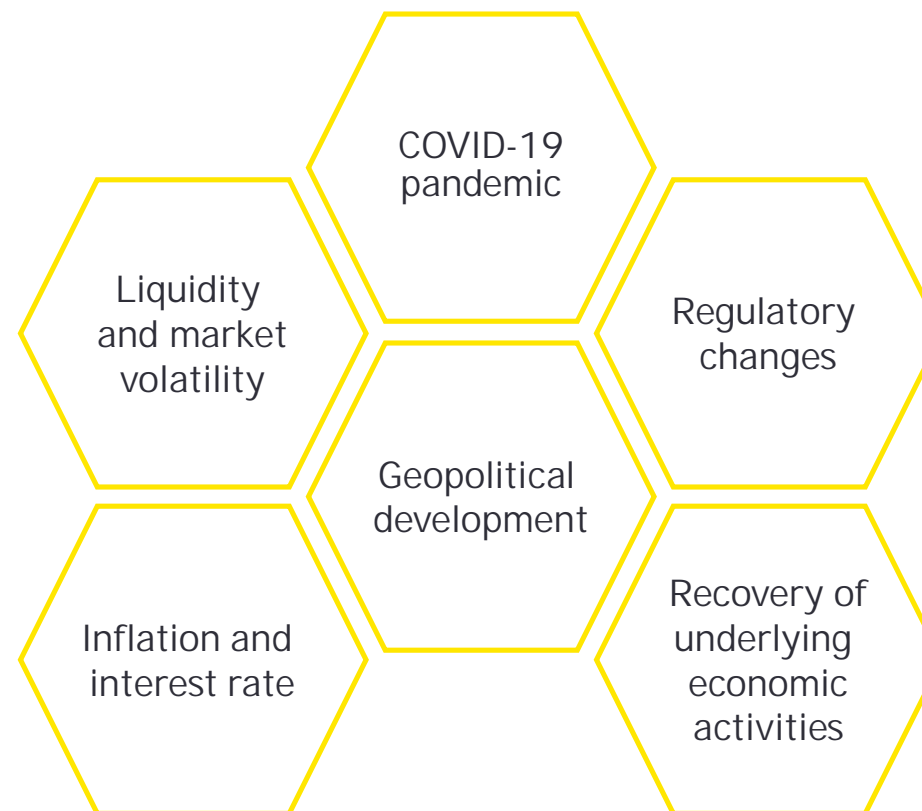 COVID-19
pandemic
Liquidity
and market
volatility
Regulatory
changes
Geopolitical
development
Inflation and
interest rate
Recovery of
underlying
economic
activities